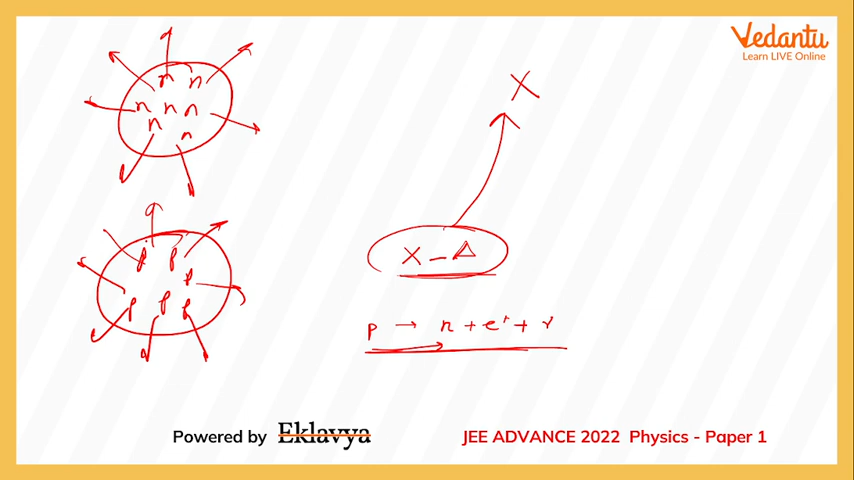 Vedantu
Learn LIVE Online
n n
n n n
n
n
X
X - Δ
p p
p
p p p
p → n + e⁺ + ν
Powered by Eklavya
JEE ADVANCE 2022 Physics - Paper 1